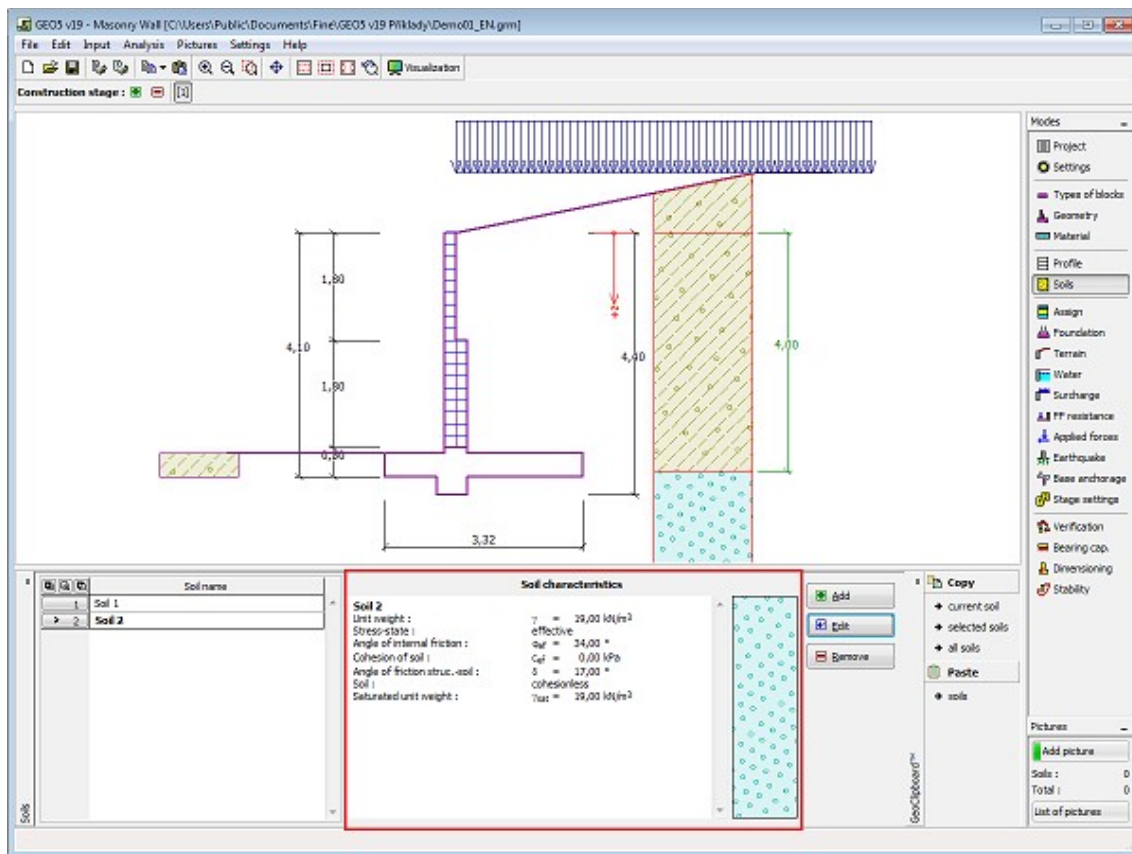 GEO5 v19 - Masonry Wall [C:\Users\Public\Documents\Fine\GEO5 v19 Příklady\Demo01_EN.grm]
File Edit Input Analysis Pictures Settings Help
Visualization
Construction stage : [1]
4,10
1,80
1,80
0,50
3,32
4,40
+z
4,00
Modes
Project
Settings
Types of blocks
Geometry
Material
Profile
Soils
Assign
Foundation
Terrain
Water
Surcharge
FF resistance
Applied forces
Earthquake
Base anchorage
Stage settings
Verification
Bearing cap.
Dimensioning
Stability
Soils
Soil name
1 Soil 1
> 2 Soil 2
Soil characteristics
Soil 2
Unit weight : γ = 19,00 kN/m³
Stress-state : effective
Angle of internal friction : φef = 34,00 °
Cohesion of soil : cef = 0,00 kPa
Angle of friction struc.-soil : δ = 17,00 °
Soil : cohesionless
Saturated unit weight : γsat = 19,00 kN/m³
Add
Edit
Remove
GeoClipboard™
Copy
current soil
selected soils
all soils
Paste
soils
Pictures
Add picture
Soils : 0
Total : 0
List of pictures